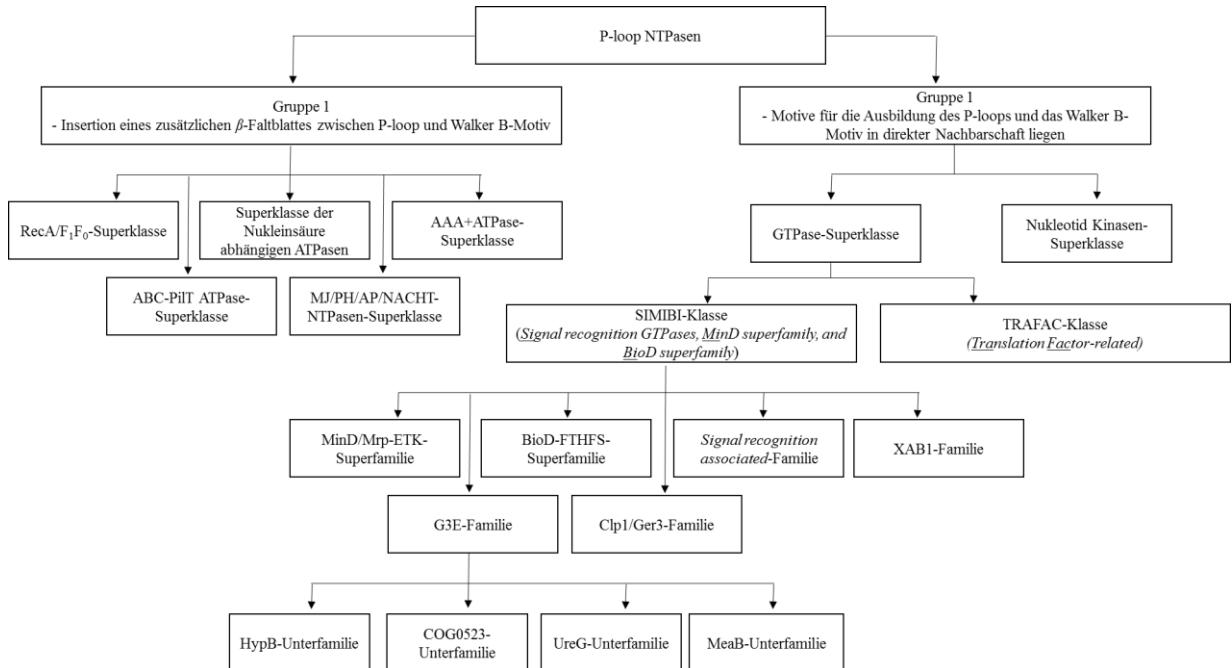 P-loop NTPasen
Gruppe 1
- Insertion eines zusätzlichen β-Faltblattes zwischen P-loop und Walker B-Motiv
Gruppe 1
- Motive für die Ausbildung des P-loops und das Walker B-
Motiv in direkter Nachbarschaft liegen
RecA/F₁F₀-Superklasse
Superklasse der
Nukleinsäure
abhängigen ATPasen
AAA+ATPase-
Superklasse
GTPase-Superklasse
Nukleotid Kinasen-
Superklasse
ABC-PilT ATPase-
Superklasse
MJ/PH/AP/NACHT-
NTPasen-Superklasse
SIMIBI-Klasse
(Signal recognition GTPases, MinD superfamily, and
BioD superfamily)
TRAFAC-Klasse
(Translation Factor-related)
MinD/Mrp-ETK-
Superfamilie
BioD-FTHFS-
Superfamilie
Signal recognition
associated-Familie
XAB1-Familie
G3E-Familie
Clp1/Ger3-Familie
HypB-Unterfamilie
COG0523-
Unterfamilie
UreG-Unterfamilie
MeaB-Unterfamilie